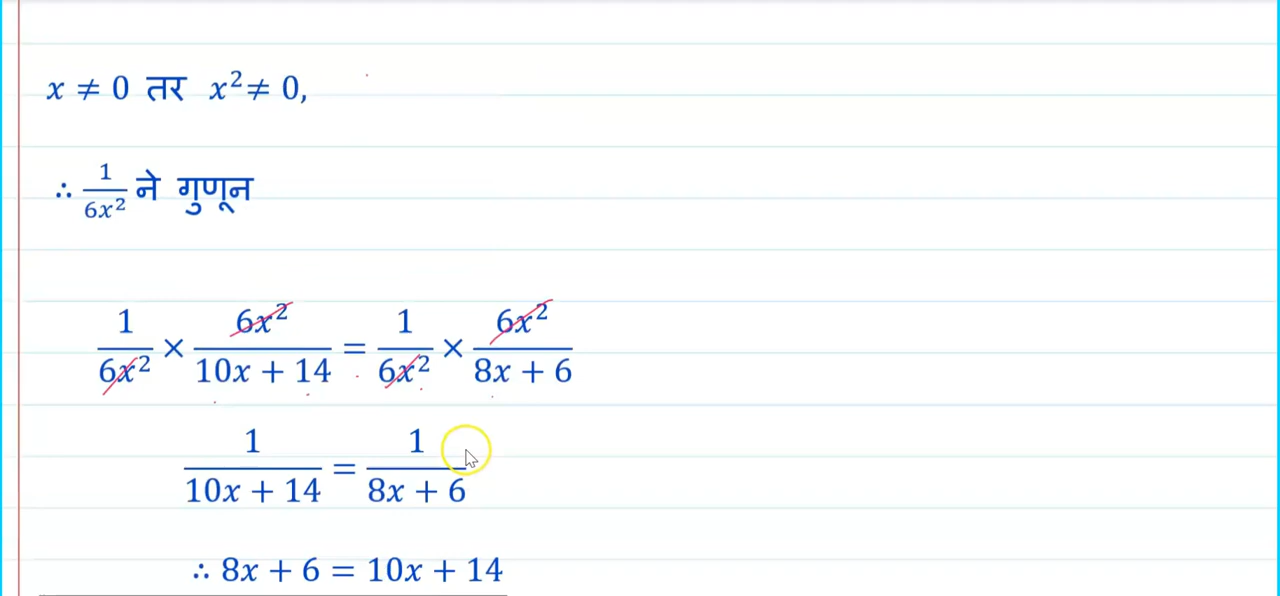 x ≠ 0 तर x² ≠ 0,
∴ 1/6x² ने गुणून
1/6x² × 6x²/10x + 14 = 1/6x² × 6x²/8x + 6
1/10x + 14 = 1/8x + 6
∴ 8x + 6 = 10x + 14